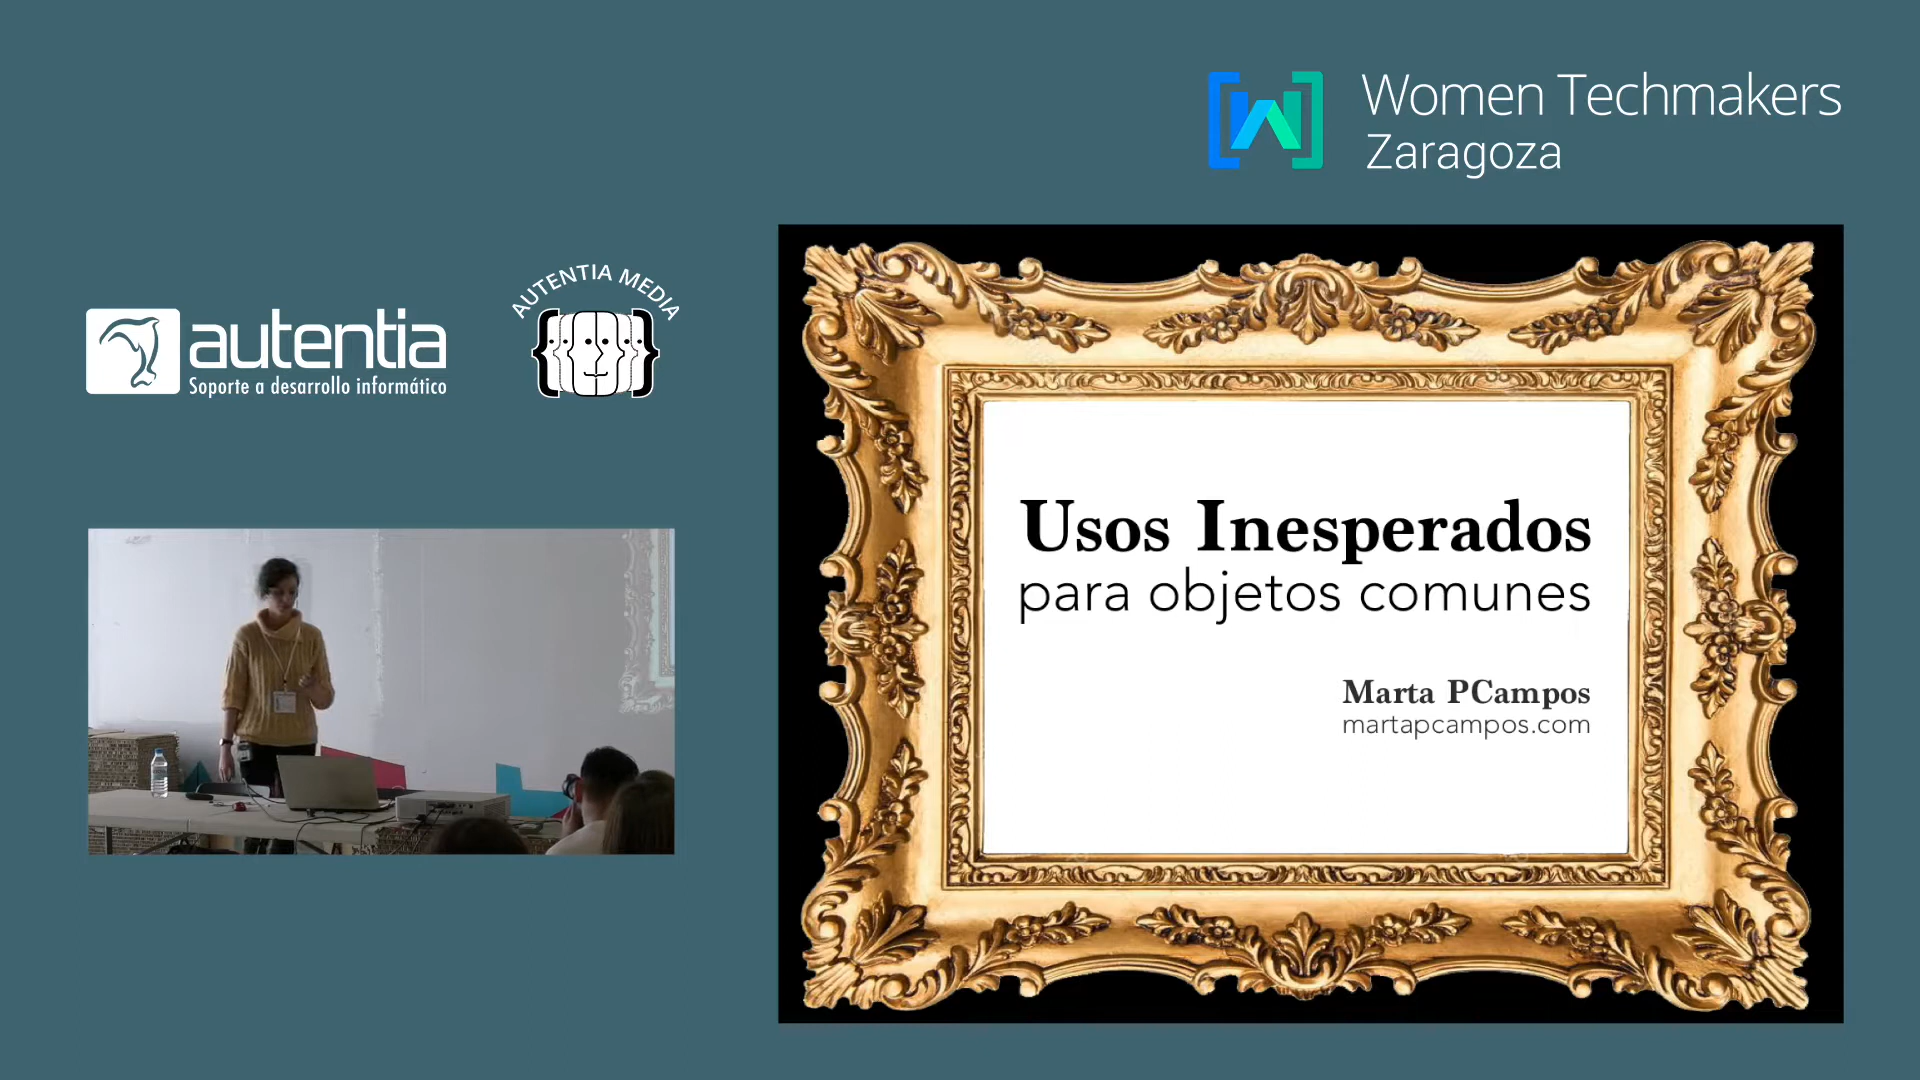 Women Techmakers
Zaragoza
AUTENTIA MEDIA
autentia
Soporte a desarrollo informático
Usos Inesperados
para objetos comunes
Marta PCampos
martapcampos.com